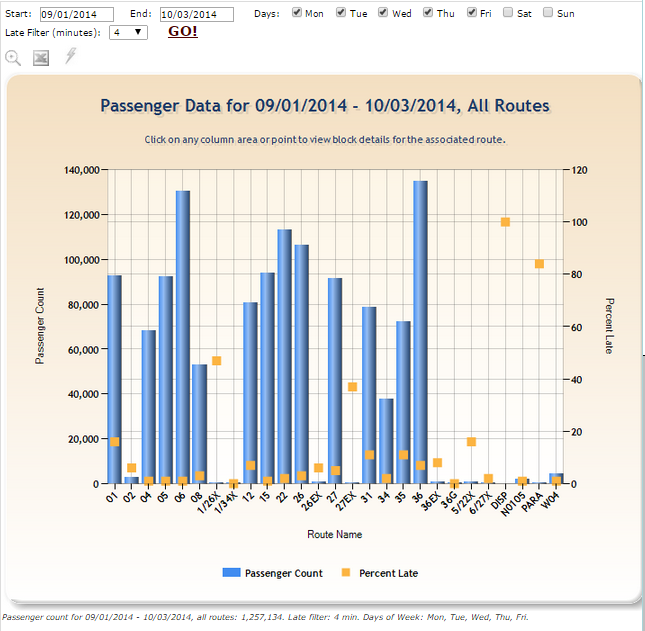 Start: 09/01/2014 End: 10/03/2014 Days: Mon Tue Wed Thu Fri Sat Sun
Late Filter (minutes): 4 GO!
Passenger Data for 09/01/2014 - 10/03/2014, All Routes
Click on any column area or point to view block details for the associated route.
140,000 120
120,000 100
100,000 80
80,000 60
60,000 40
40,000 20
20,000 0
0
Passenger Count
Percent Late
01 02 04 05 06 08 1/26X 1/34X 12 15 22 26 26EX 27 27EX 31 34 35 36 36EX 36G 5/22X 6/27X DISP N0105 PARA W04
Route Name
Passenger Count Percent Late
Passenger count for 09/01/2014 - 10/03/2014, all routes: 1,257,134. Late filter: 4 min. Days of Week: Mon, Tue, Wed, Thu, Fri.